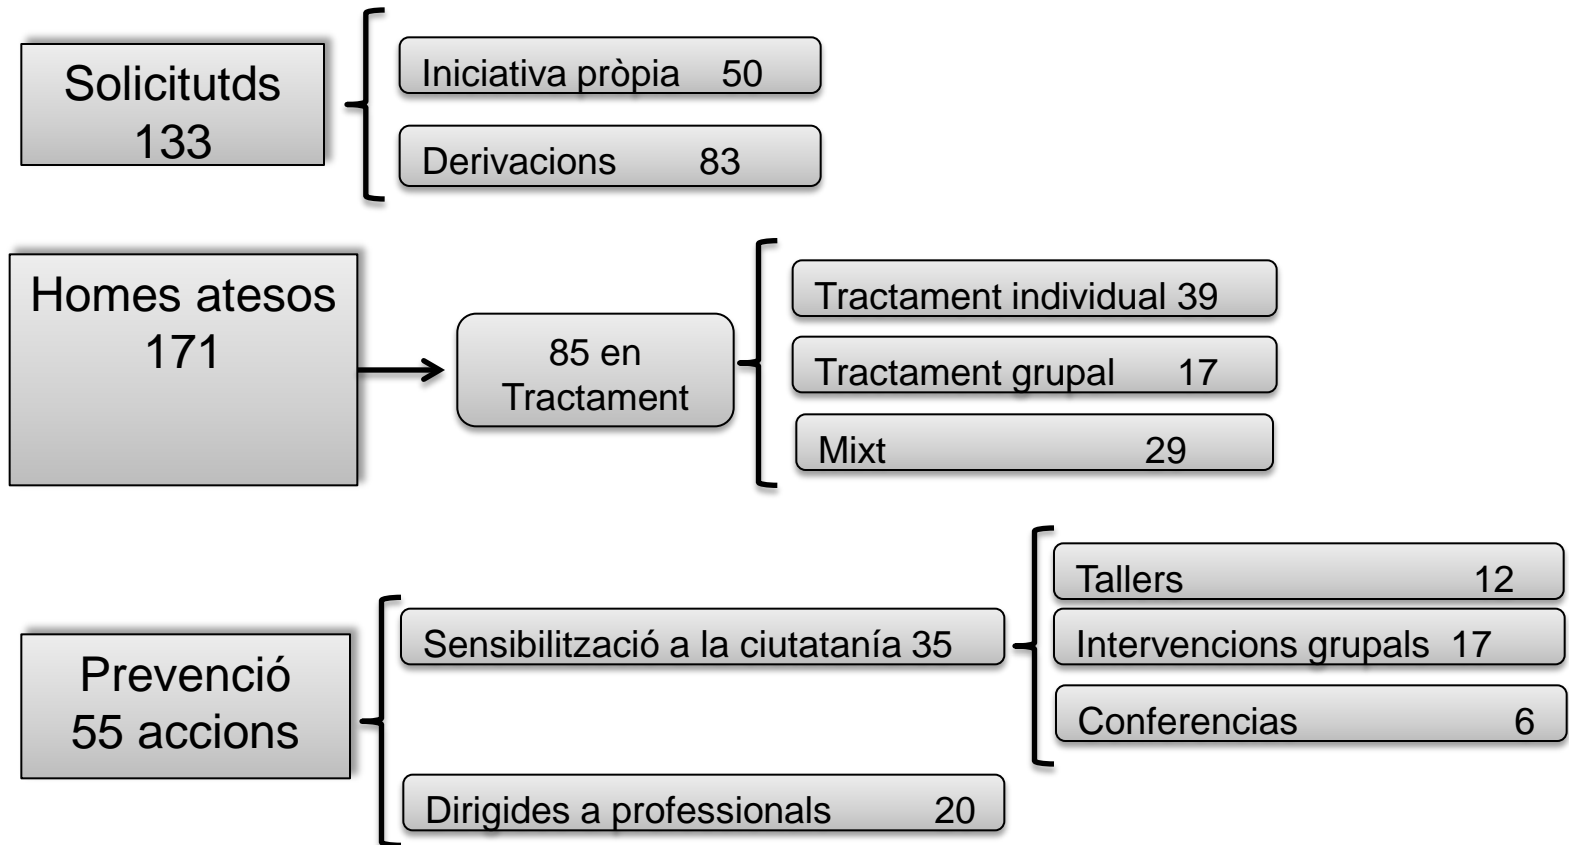 Solicitutds
133
Iniciativa pròpia 50
Derivacions 83
Homes atesos
171
85 en
Tractament
Tractament individual 39
Tractament grupal 17
Mixt 29
Prevenció
55 accions
Sensibilització a la ciutatanía 35
Tallers 12
Intervencions grupals 17
Conferencias 6
Dirigides a professionals 20